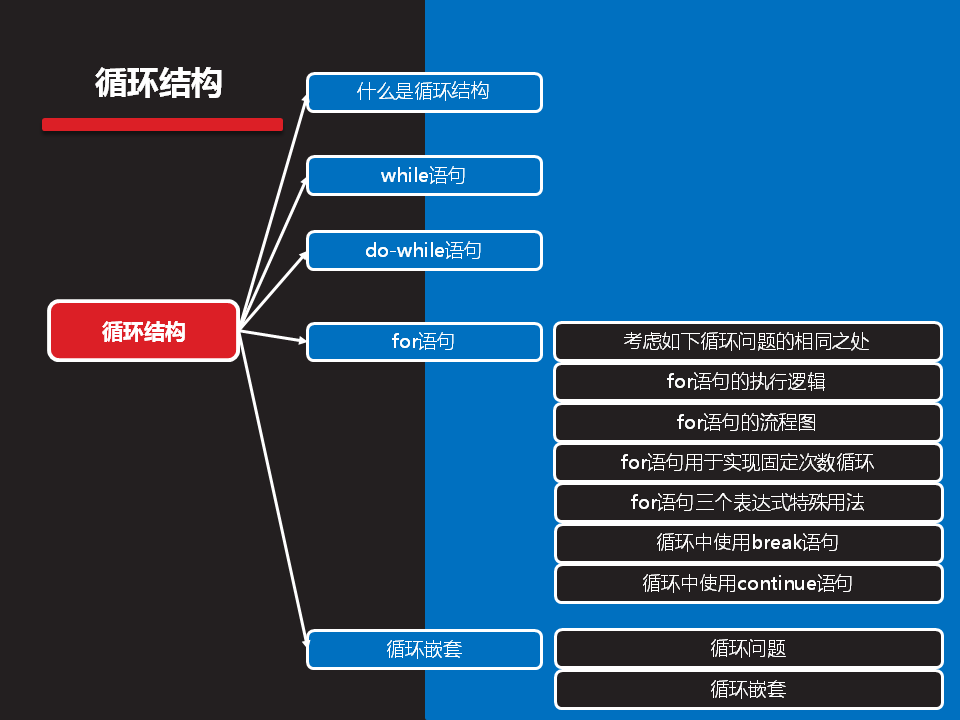 循环结构
什么是循环结构
while语句
do-while语句
循环结构
for语句
考虑如下循环问题的相同之处
for语句的执行逻辑
for语句的流程图
for语句用于实现固定次数循环
for语句三个表达式特殊用法
循环中使用break语句
循环中使用continue语句
循环嵌套
循环问题
循环嵌套